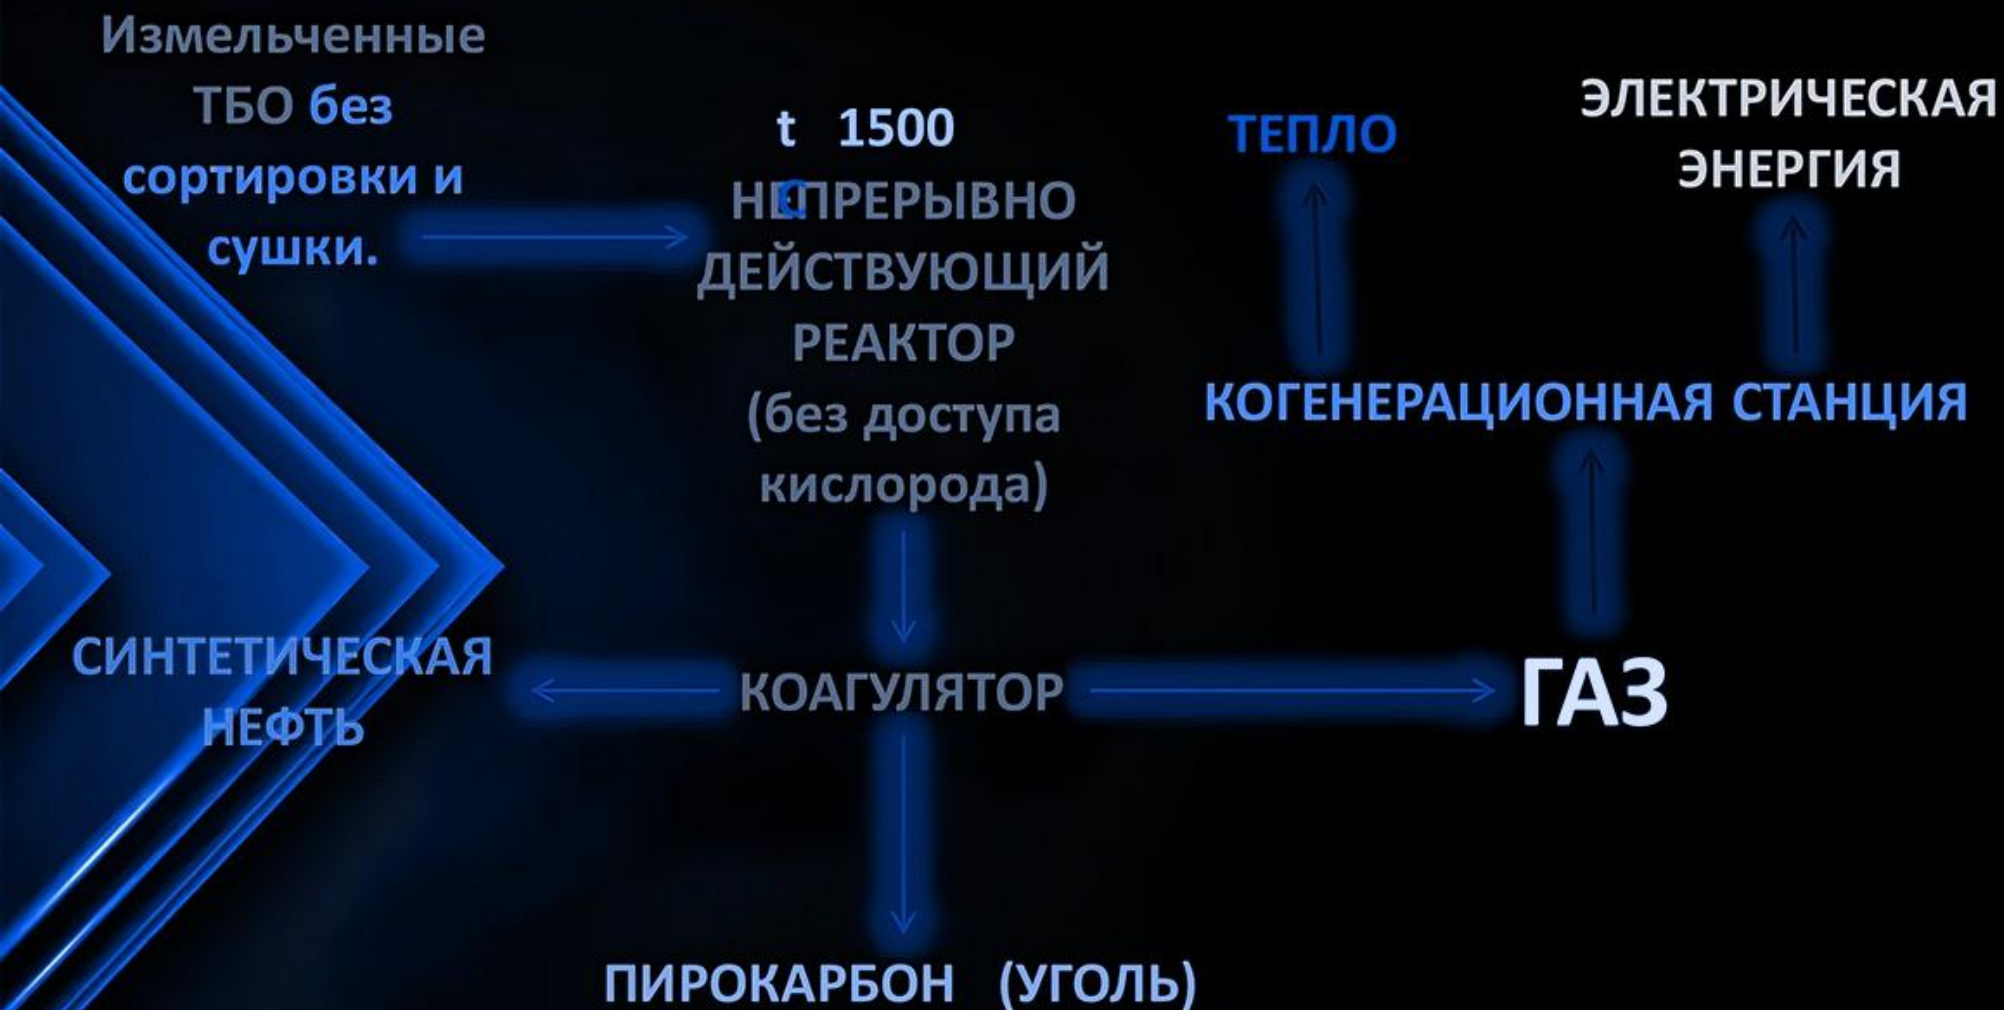 Измельченные
ТБО без
сортировки и
сушки.
t 1500
С
НЕПРЕРЫВНО
ДЕЙСТВУЮЩИЙ
РЕАКТОР
(без доступа
кислорода)
ТЕПЛО
ЭЛЕКТРИЧЕСКАЯ
ЭНЕРГИЯ
КОГЕНЕРАЦИОННАЯ СТАНЦИЯ
СИНТЕТИЧЕСКАЯ
НЕФТЬ
КОАГУЛЯТОР
ГАЗ
ПИРОКАРБОН (УГОЛЬ)